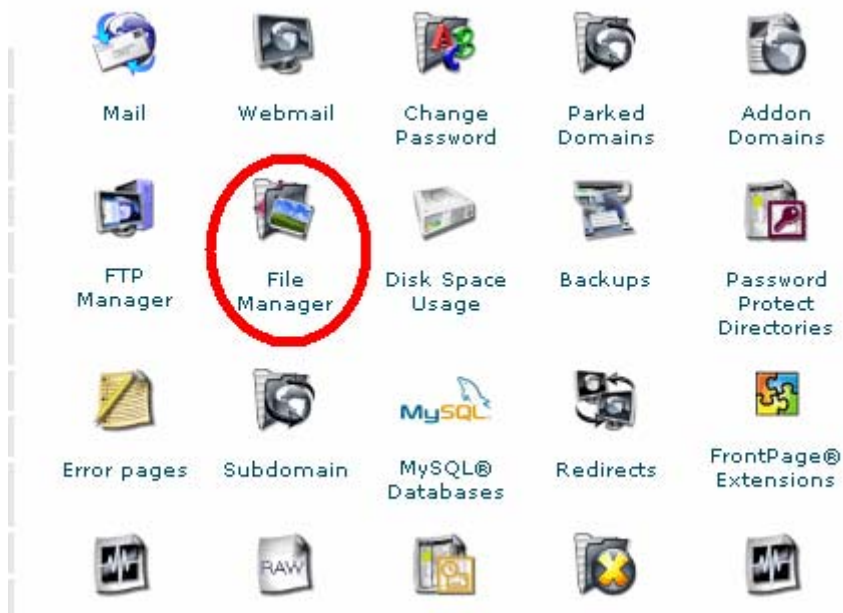 Mail
Webmail
Change
Password
Parked
Domains
Addon
Domains
FTP
Manager
File
Manager
Disk Space
Usage
Backups
Password
Protect
Directories
Error pages
Subdomain
MySQL
MySQL®
Databases
Redirects
FrontPage®
Extensions
RAW